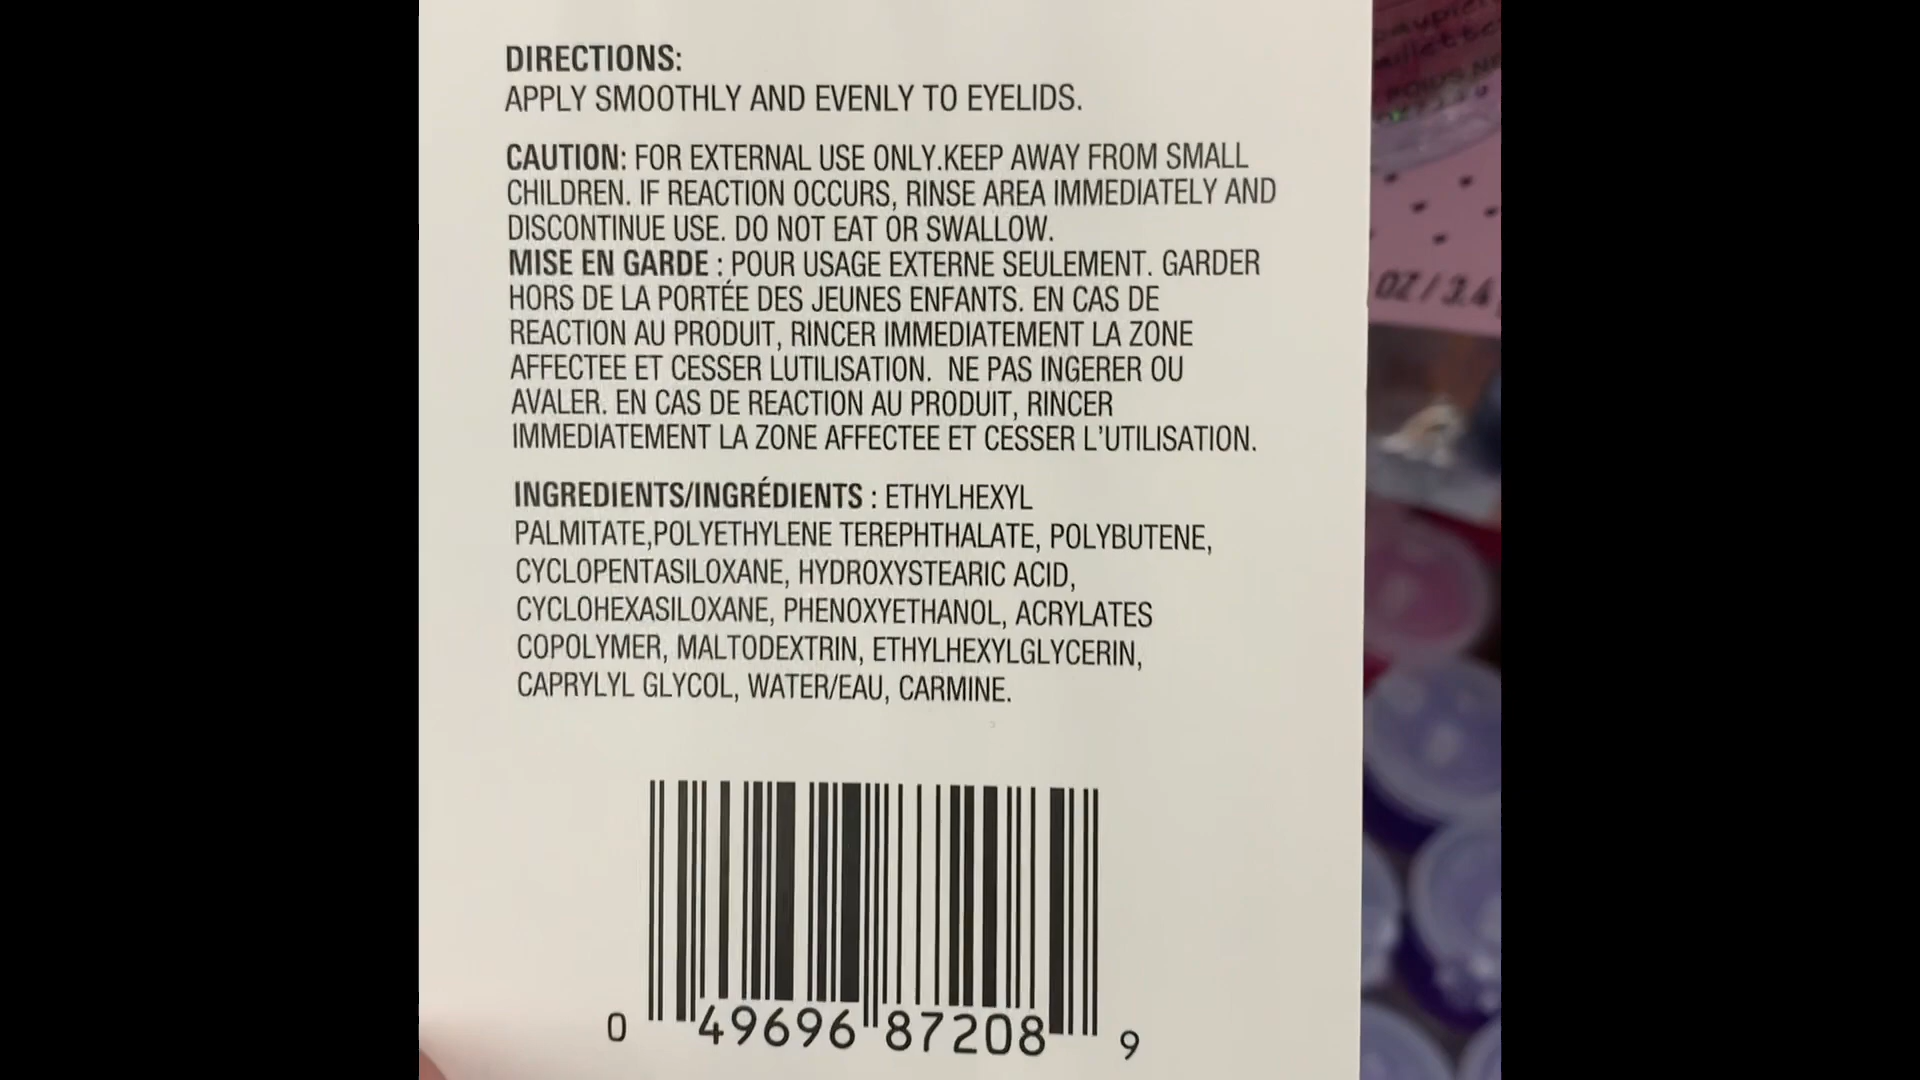 DIRECTIONS:
APPLY SMOOTHLY AND EVENLY TO EYELIDS.
CAUTION: FOR EXTERNAL USE ONLY.KEEP AWAY FROM SMALL
CHILDREN. IF REACTION OCCURS, RINSE AREA IMMEDIATELY AND
DISCONTINUE USE. DO NOT EAT OR SWALLOW.
MISE EN GARDE : POUR USAGE EXTERNE SEULEMENT. GARDER
HORS DE LA PORTÉE DES JEUNES ENFANTS. EN CAS DE
REACTION AU PRODUIT, RINCER IMMEDIATEMENT LA ZONE
AFFECTEE ET CESSER LUTILISATION. NE PAS INGERER OU
AVALER. EN CAS DE REACTION AU PRODUIT, RINCER
IMMEDIATEMENT LA ZONE AFFECTEE ET CESSER L'UTILISATION.
INGREDIENTS/INGRÉDIENTS : ETHYLHEXYL
PALMITATE,POLYETHYLENE TEREPHTHALATE, POLYBUTENE,
CYCLOPENTASILOXANE, HYDROXYSTEARIC ACID,
CYCLOHEXASILOXANE, PHENOXYETHANOL, ACRYLATES
COPOLYMER, MALTODEXTRIN, ETHYLHEXYLGLYCERIN,
CAPRYLYL GLYCOL, WATER/EAU, CARMINE.
0 49696 87208 9
OZ / 3.4